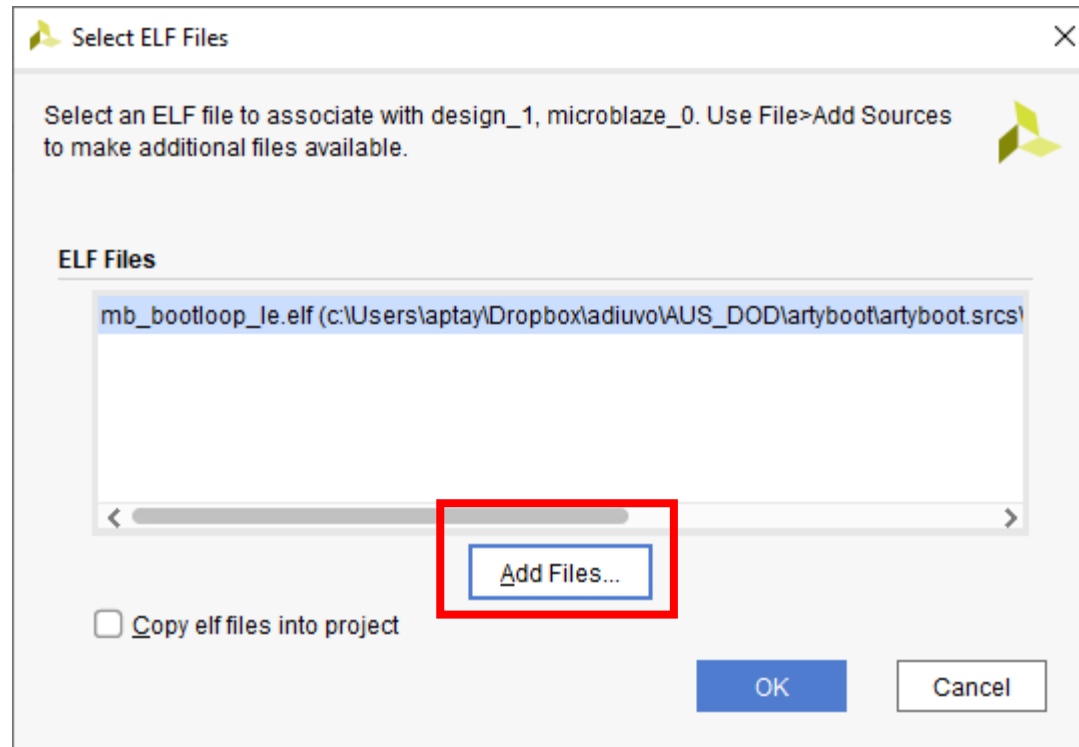 Select ELF Files
Select an ELF file to associate with design_1, microblaze_0. Use File>Add Sources
to make additional files available.
ELF Files
mb_bootloop_le.elf (c:\Users\aptay\Dropbox\adiuvo\AUS_DOD\artyboot\artyboot.srcs\
Add Files...
Copy elf files into project
OK
Cancel